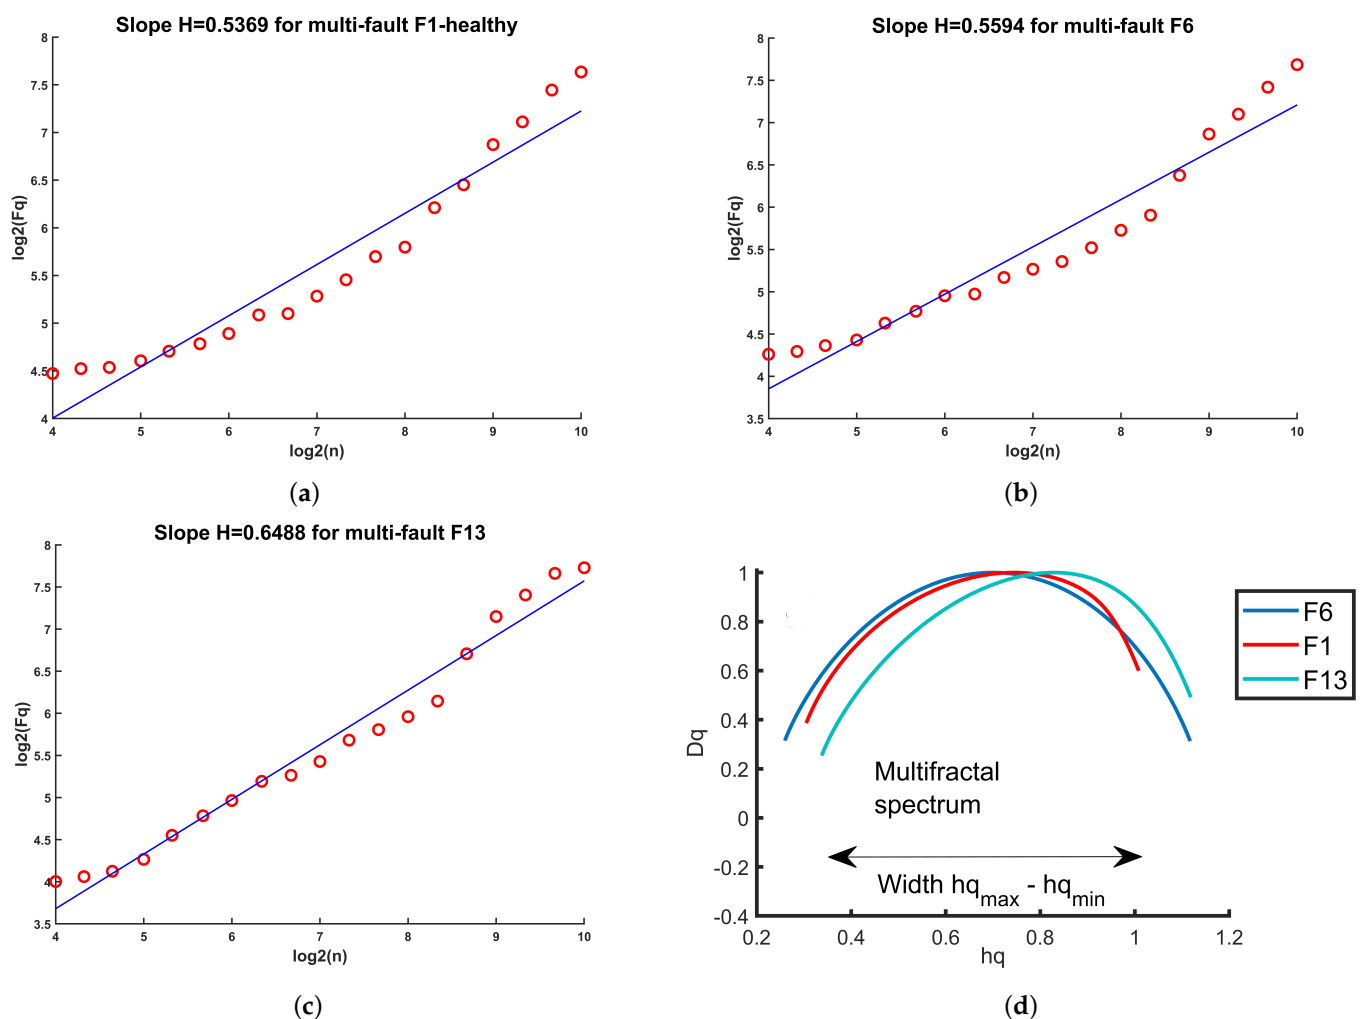 Slope H=0.5369 for multi-fault F1-healthy
8
7.5
7
6.5
6
5.5
5
4.5
4
log2(Fq)
4 5 6 7 8 9 10
log2(n)
(a)
Slope H=0.5594 for multi-fault F6
8
7.5
7
6.5
6
5.5
5
4.5
4
3.5
log2(Fq)
4 5 6 7 8 9 10
log2(n)
(b)
Slope H=0.6488 for multi-fault F13
8
7.5
7
6.5
6
5.5
5
4.5
4
3.5
log2(Fq)
4 5 6 7 8 9 10
log2(n)
(c)
1
0.8
0.6
0.4
0.2
0
-0.2
-0.4
Dq
Multifractal
spectrum
Width hq_max - hq_min
0.2 0.4 0.6 0.8 1 1.2
hq
F6
F1
F13
(d)